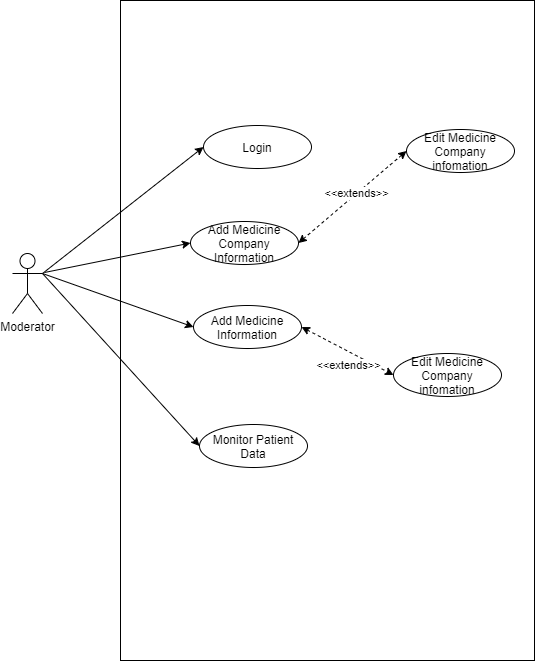 Login
Edit Medicine
Company
infomation
<<extends>>
Add Medicine
Company
Information
Moderator
Add Medicine
Information
<<extends>>
Edit Medicine
Company
infomation
Monitor Patient
Data